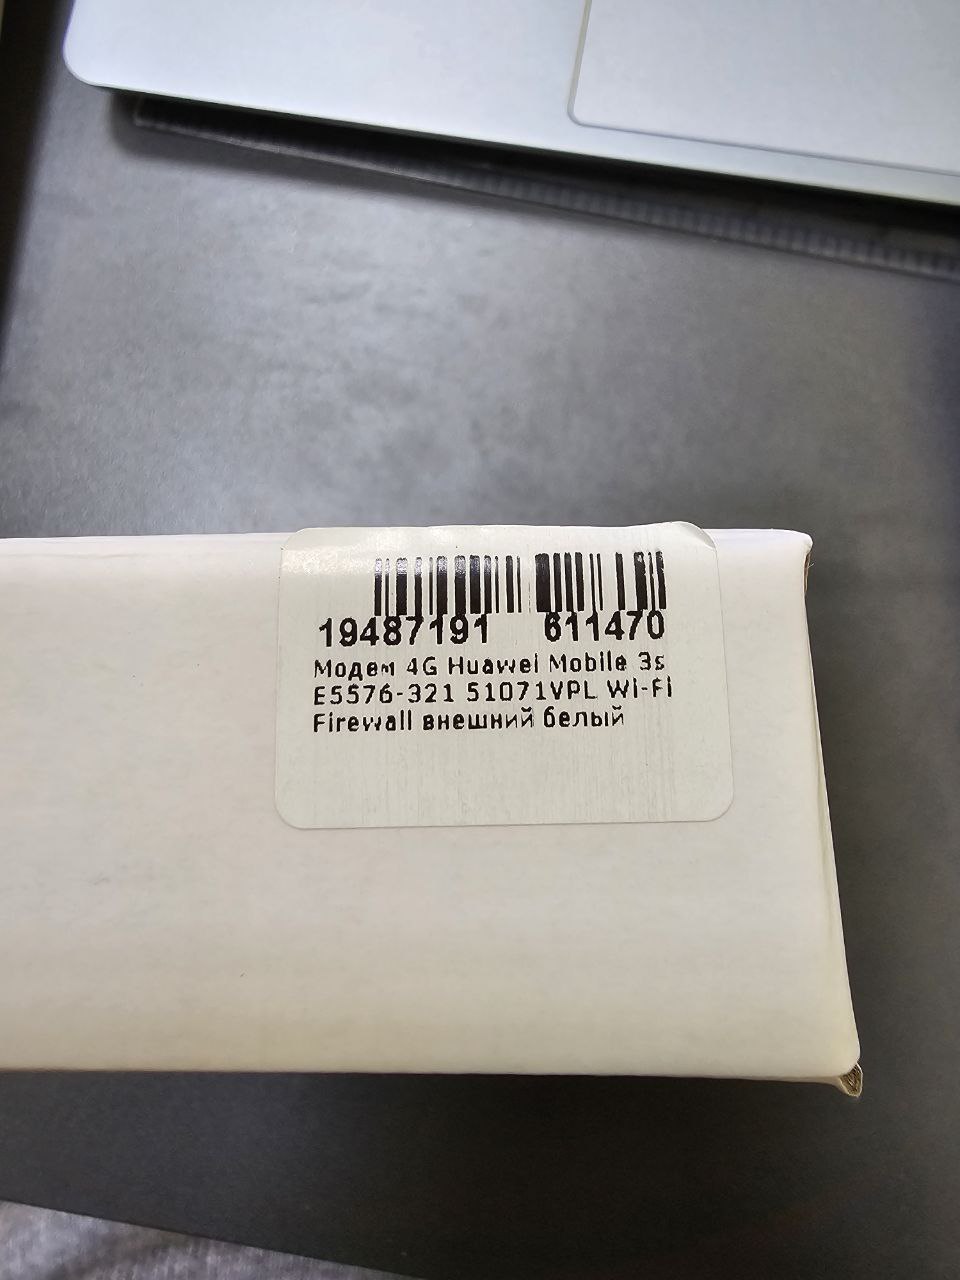 19487191 611470
Модем 4G Huawei Mobile 3s
E5576-321 51071VPL Wi-Fi
Firewall внешний белый